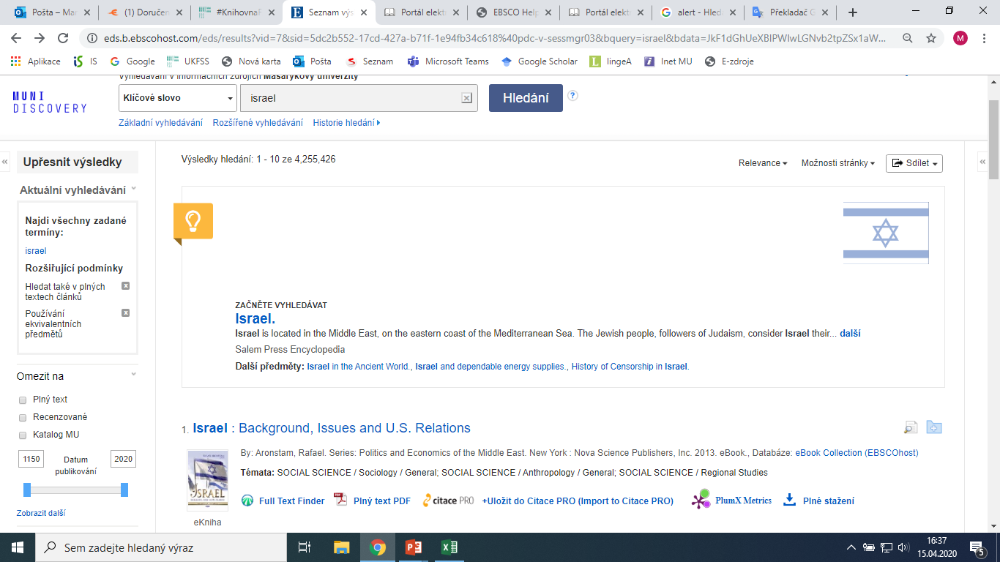 Pošta – Mar
(1) Doručen
#KnihovnaF
Seznam výs
Portál elektr
EBSCO Help
Portál elektr
alert - Hleda
Překladač G
eds.b.ebscohost.com/eds/results?vid=7&sid=5dc2b552-17cd-427a-b71f-1e94fb34c618%40pdc-v-sessmgr03&bquery=israel&bdata=JkF1dGhUeXBlPWlwLGNvb2tpZSx1aW...
M
Aplikace
IS
Google
UKFSS
Nová karta
Pošta
Seznam
Microsoft Teams
Google Scholar
lingeA
Inet MU
E-zdroje
Vyhledávání v informačních zdrojích Masarykovy univerzity
MUNI
DISCOVERY
Klíčové slovo
israel
Hledání
?
Základní vyhledávání Rozšířené vyhledávání Historie hledání
Upřesnit výsledky
Aktuální vyhledávání
Najdi všechny zadané
termíny:
israel
Rozšiřující podmínky
Hledat také v plných
textech článků
Používání
ekvivalentních
předmětů
Omezit na
Plný text
Recenzované
Katalog MU
1150 Datum 2020
publikování
Zobrazit další
Výsledky hledání: 1 - 10 ze 4,255,426
Relevance Možnosti stránky Sdílet
ZAČNĚTE VYHLEDÁVAT
Israel.
Israel is located in the Middle East, on the eastern coast of the Mediterranean Sea. The Jewish people, followers of Judaism, consider Israel their... další
Salem Press Encyclopedia
Další předměty: Israel in the Ancient World., Israel and dependable energy supplies., History of Censorship in Israel.
1. Israel : Background, Issues and U.S. Relations
By: Aronstam, Rafael. Series: Politics and Economics of the Middle East. New York : Nova Science Publishers, Inc. 2013. eBook., Databáze: eBook Collection (EBSCOhost)
Témata: SOCIAL SCIENCE / Sociology / General; SOCIAL SCIENCE / Anthropology / General; SOCIAL SCIENCE / Regional Studies
ISRAEL
Full Text Finder
PDF
Plný text PDF
citace PRO
+Uložit do Citace PRO (Import to Citace PRO)
PlumX Metrics
Plné stažení
eKniha
Sem zadejte hledaný výraz
16:37
15.04.2020
5